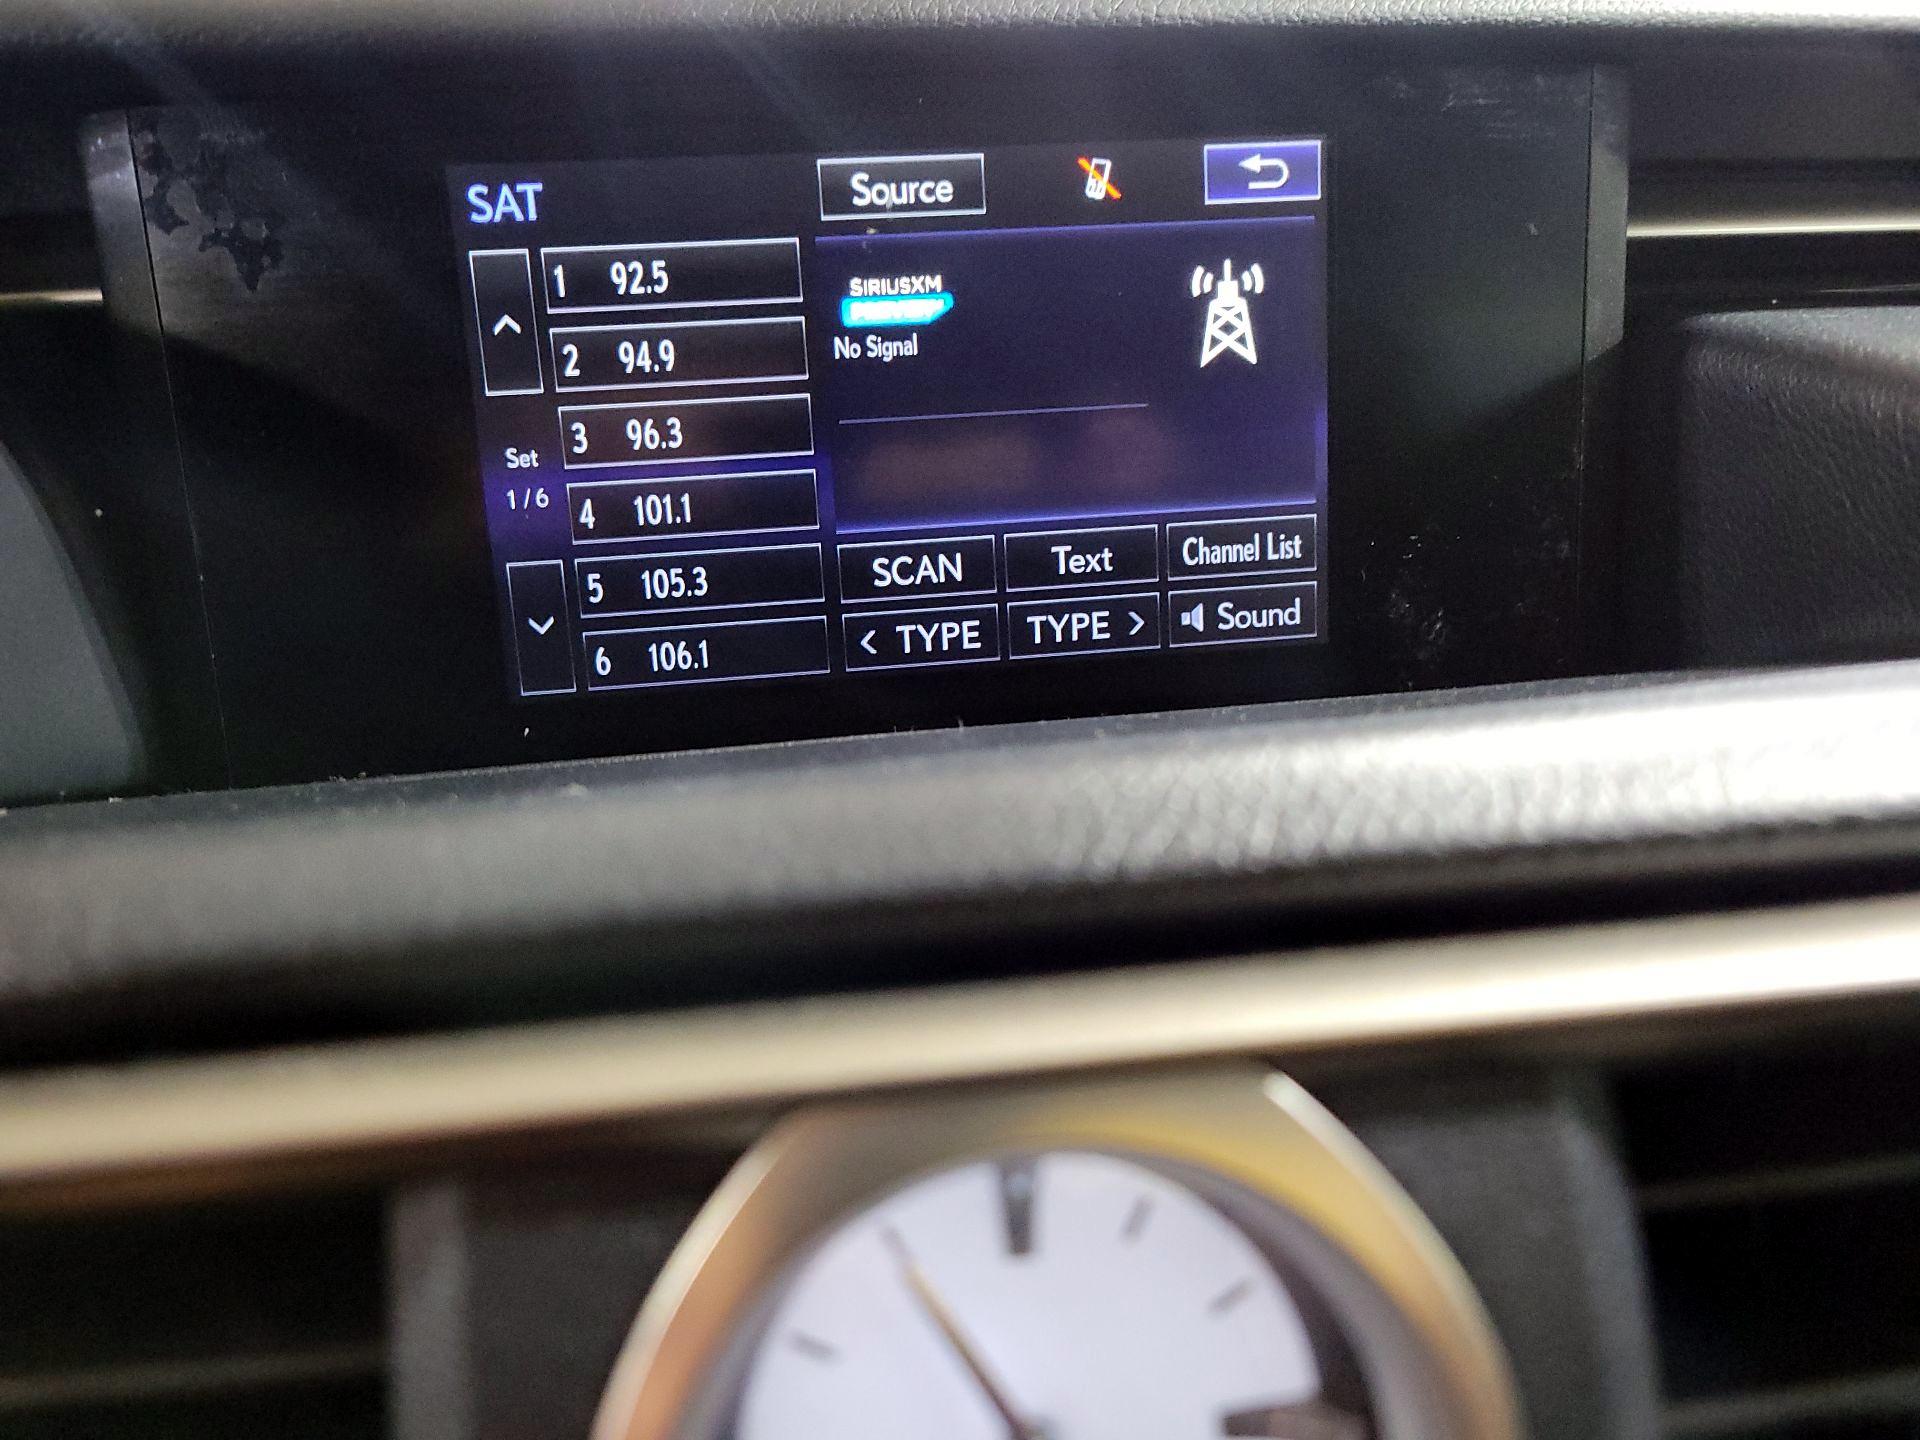 SAT
Source
1 92.5
2 94.9
3 96.3
4 101.1
5 105.3
6 106.1
Set
1/6
SIRIUSXM
PREVIEW
No Signal
SCAN
Text
Channel List
< TYPE
TYPE >
Sound